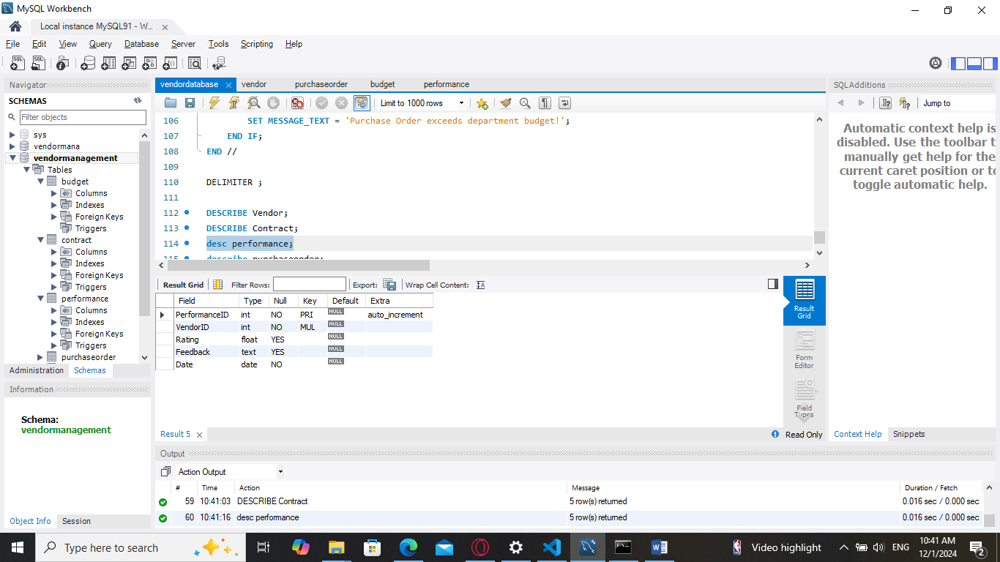 MySQL Workbench
Local instance MySQL91 - W...
File Edit View Query Database Server Tools Scripting Help
Navigator
SCHEMAS
Filter objects
sys
vendormana
vendormanagement
Tables
budget
Columns
Indexes
Foreign Keys
Triggers
contract
Columns
Indexes
Foreign Keys
Triggers
performance
Columns
Indexes
Foreign Keys
Triggers
purchaseorder
Administration Schemas
Information
Schema:
vendormanagement
Object Info Session
vendordatabase vendor purchaseorder budget performance
Limit to 1000 rows
106 SET MESSAGE_TEXT = 'Purchase Order exceeds department budget!';
107 END IF;
108 END //
109
110 DELIMITER ;
111
112 DESCRIBE Vendor;
113 DESCRIBE Contract;
114 desc performance;
115 describe purchaseorder;
Result Grid Filter Rows: Export: Wrap Cell Content:
Field Type Null Key Default Extra
PerformanceID int NO PRI NULL auto_increment
VendorID int NO MUL NULL
Rating float YES NULL
Feedback text YES NULL
Date date NO NULL
Result Grid
Form Editor
Field Types
Result 5
Read Only
SQLAdditions
Jump to
Automatic context help is
disabled. Use the toolbar t
manually get help for the
current caret position or to
toggle automatic help.
Context Help Snippets
Output
Action Output
# Time Action Message Duration / Fetch
59 10:41:03 DESCRIBE Contract 5 row(s) returned 0.016 sec / 0.000 sec
60 10:41:16 desc performance 5 row(s) returned 0.016 sec / 0.000 sec
Type here to search
Video highlight
ENG
10:41 AM
12/1/2024
2